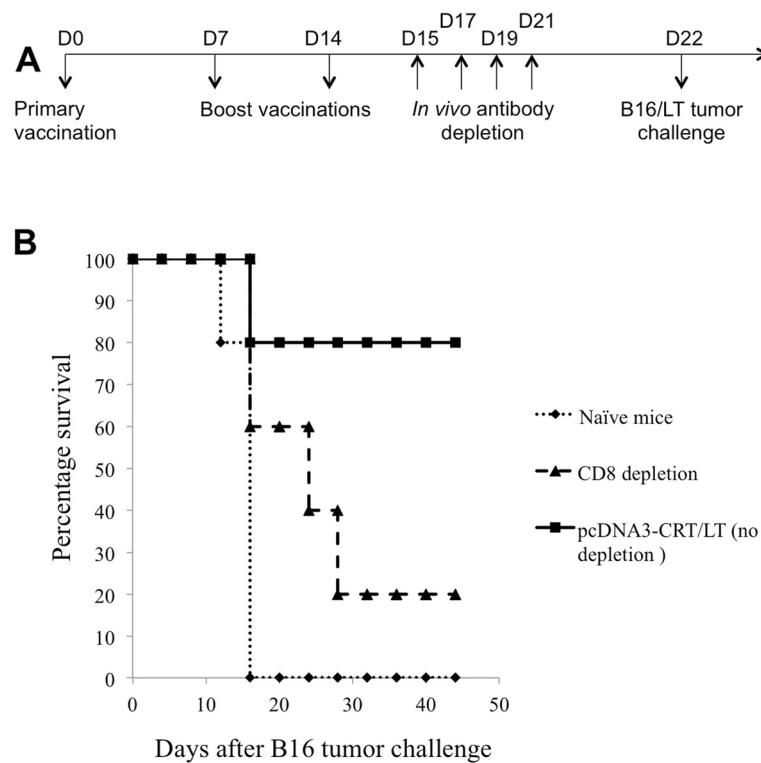 A
D0 D7 D14 D15 D17 D19 D21 D22
Primary
vaccination
Boost vaccinations
In vivo antibody
depletion
B16/LT tumor
challenge
B
Percentage survival
100
90
80
70
60
50
40
30
20
10
0
0 10 20 30 40 50
Days after B16 tumor challenge
Naïve mice
CD8 depletion
pcDNA3-CRT/LT (no
depletion )